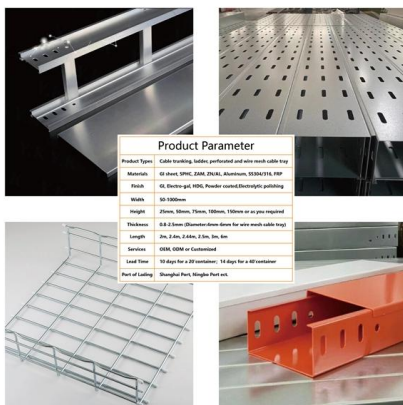 Product Parameter
Product Types Cable trunking, ladder, perforated and wire mesh cable tray
Materials GI sheet, SPHC, ZAM, ZN/AL, Aluminum, SS304/316, FRP
Finish GI, Electro-gal, HDG, Powder coated,Electrolytic polishing
Width 50-1000mm
Height 25mm, 50mm, 75mm, 100mm, 150mm or as you required
Thickness 0.8-2.5mm (Diameter:4mm-6mm for wire mesh cable tray)
Length 2m, 2.4m, 2.44m, 2.5m, 3m, 6m
Services OEM, ODM or Customized
Lead Time 10 days for a 20'container; 14 days for a 40'container
Port of Lading Shanghai Port, Ningbo Port ect.